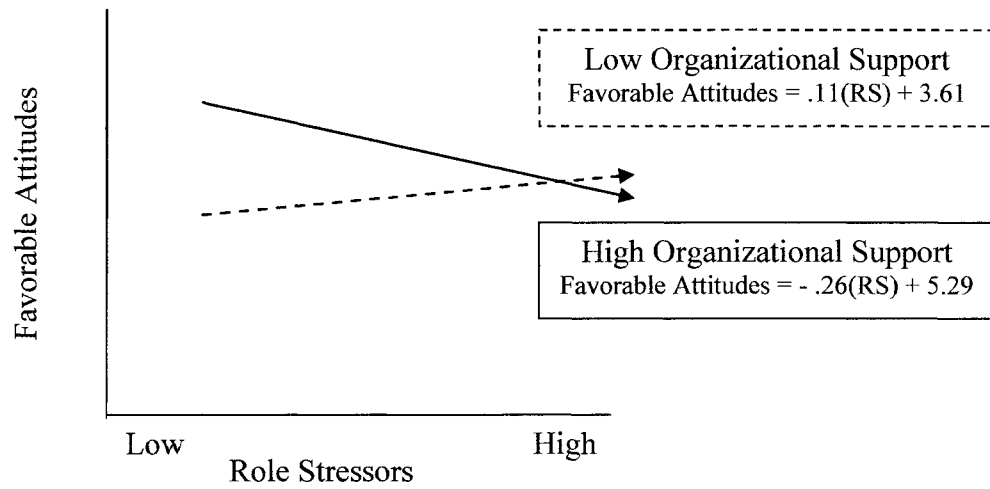 Favorable Attitudes
Low Organizational Support
Favorable Attitudes = .11(RS) + 3.61
High Organizational Support
Favorable Attitudes = - .26(RS) + 5.29
Low
High
Role Stressors